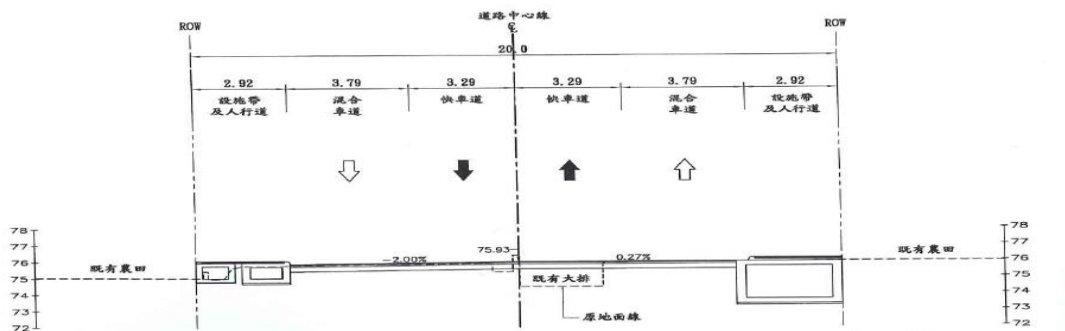 道路中心線
ROW
℄
ROW
20.0
2.92
3.79
3.29
3.29
3.79
2.92
設施帶
及人行道
混合
車道
快車道
快車道
混合
車道
設施帶
及人行道
78
77
76
75
74
73
72
既有農田
-2.00%
75.93
0.27%
既有大排
原地面線
既有農田
78
77
76
75
74
73
72